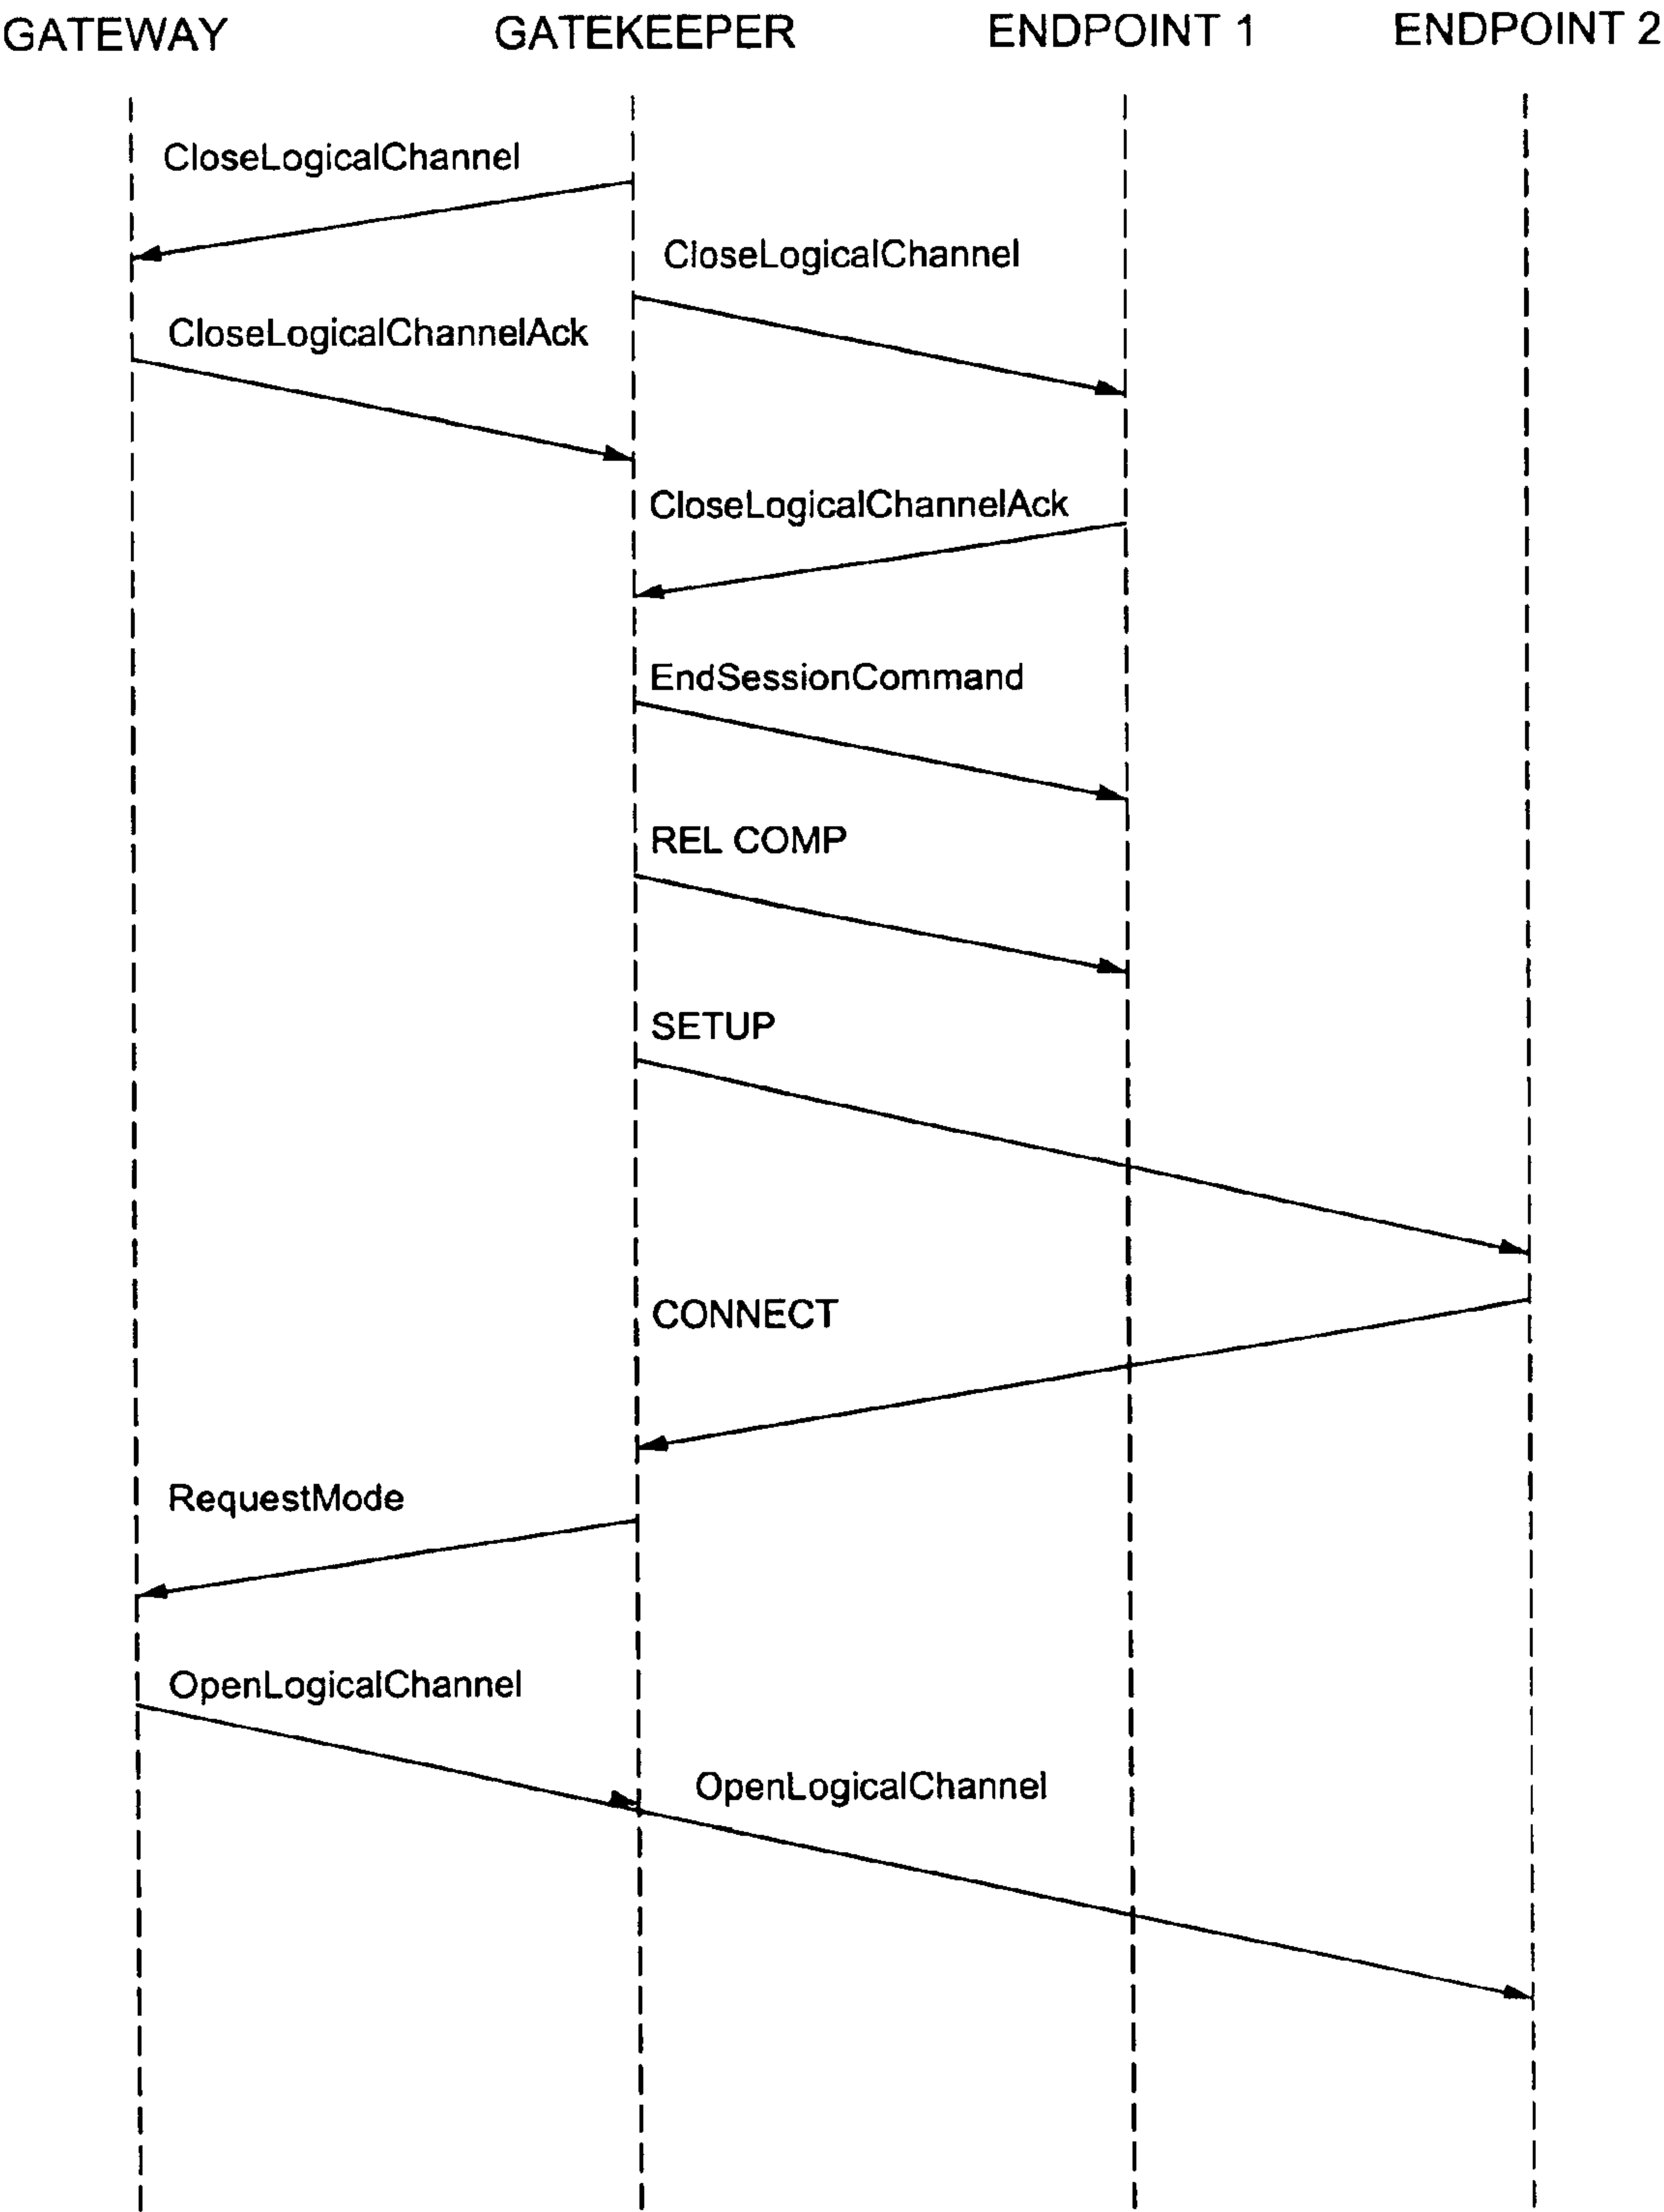 GATEWAY GATEKEEPER ENDPOINT 1 ENDPOINT 2
CloseLogicalChannel
CloseLogicalChannel
CloseLogicalChannelAck
CloseLogicalChannelAck
EndSessionCommand
REL COMP
SETUP
CONNECT
RequestMode
OpenLogicalChannel
OpenLogicalChannel